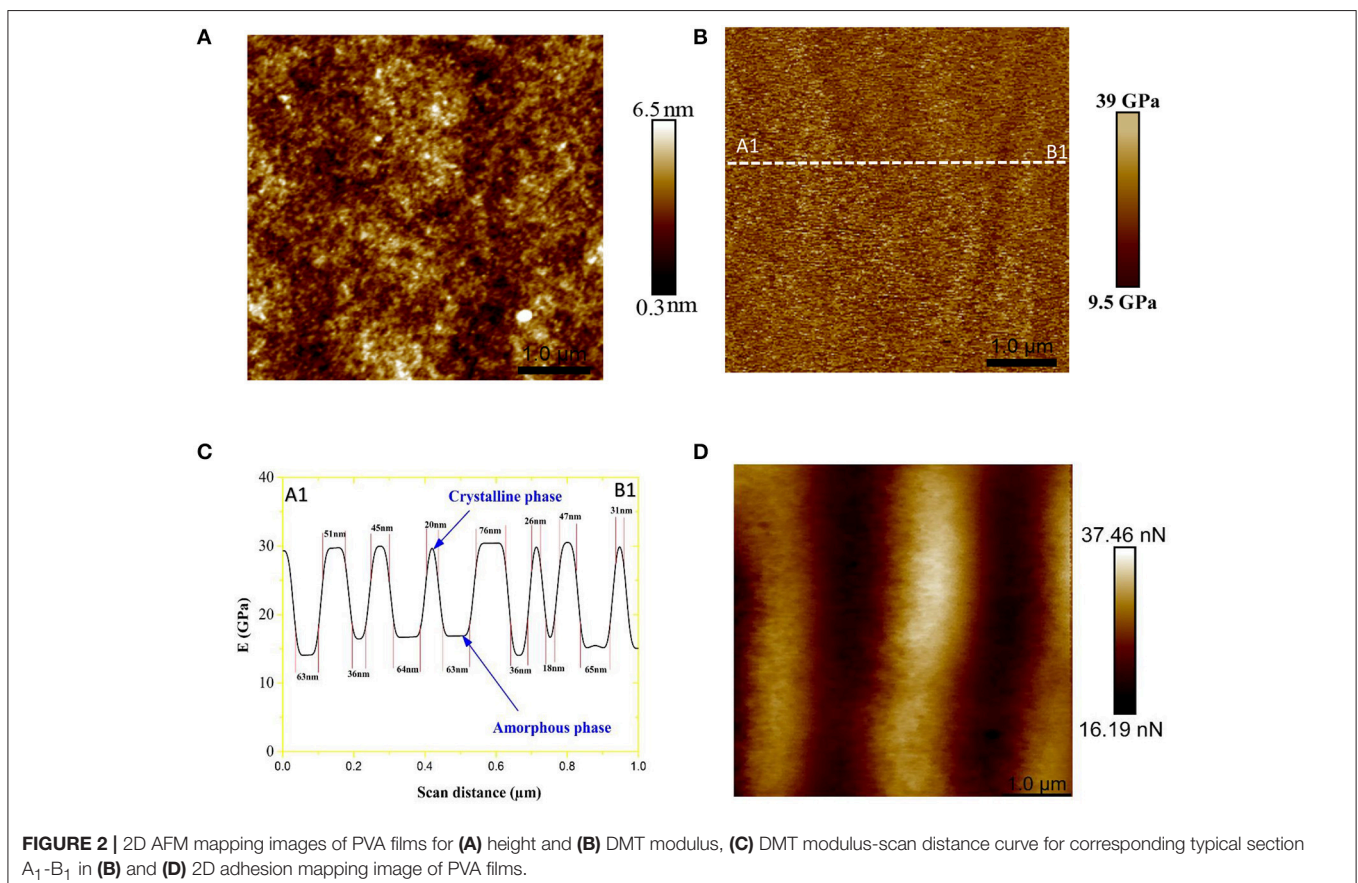 A
6.5 nm
0.3 nm
1.0 µm
B
A1
B1
39 GPa
9.5 GPa
1.0 µm
C
A1
B1
Crystalline phase
Amorphous phase
51nm
45nm
20nm
76nm
26nm
47nm
31nm
63nm
36nm
64nm
63nm
36nm
18nm
65nm
E (GPa)
40
30
20
10
0
0.0 0.2 0.4 0.6 0.8 1.0
Scan distance (µm)
D
37.46 nN
16.19 nN
1.0 µm
FIGURE 2 | 2D AFM mapping images of PVA films for (A) height and (B) DMT modulus, (C) DMT modulus-scan distance curve for corresponding typical section
A₁-B₁ in (B) and (D) 2D adhesion mapping image of PVA films.